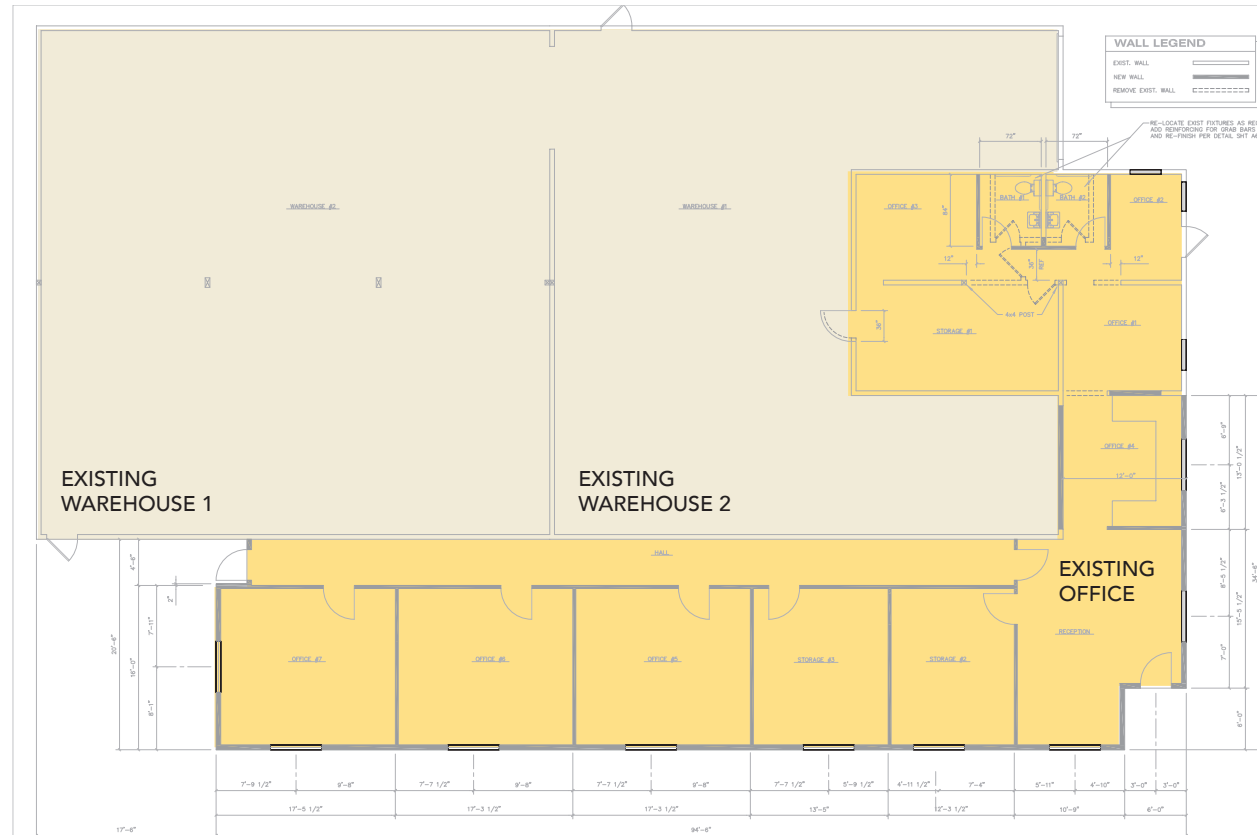 WALL LEGEND
EXIST. WALL
NEW WALL
REMOVE EXIST. WALL
RE-LOCATE EXIST FIXTURES AS
ADD REINFORCING FOR GRAB BARS
AND RE-FINISH PER DETAIL SHT
72"
72"
WAREHOUSE #2
WAREHOUSE #1
OFFICE #3
84"
BATH #1
BATH #2
OFFICE #2
12"
36"
REF
12"
4x4 POST
36"
STORAGE #1
OFFICE #1
OFFICE #4
12'-0"
6'-9"
13'-0 1/2"
6'-3 1/2"
EXISTING
WAREHOUSE 1
EXISTING
WAREHOUSE 2
HALL
EXISTING
OFFICE
RECEPTION
4'-6"
2"
7'-11"
20'-6"
16'-0"
8'-1"
8'-5 1/2"
15'-5 1/2"
34'-6"
7'-0"
6'-0"
OFFICE #7
OFFICE #6
OFFICE #5
STORAGE #3
STORAGE #2
7'-9 1/2"
9'-8"
7'-7 1/2"
9'-8"
7'-7 1/2"
9'-8"
7'-7 1/2"
5'-9 1/2"
4'-11 1/2"
7'-4"
5'-11"
4'-10"
3'-0"
3'-0"
17'-5 1/2"
17'-3 1/2"
17'-3 1/2"
13'-5"
12'-3 1/2"
10'-9"
6'-0"
17'-6"
94'-6"